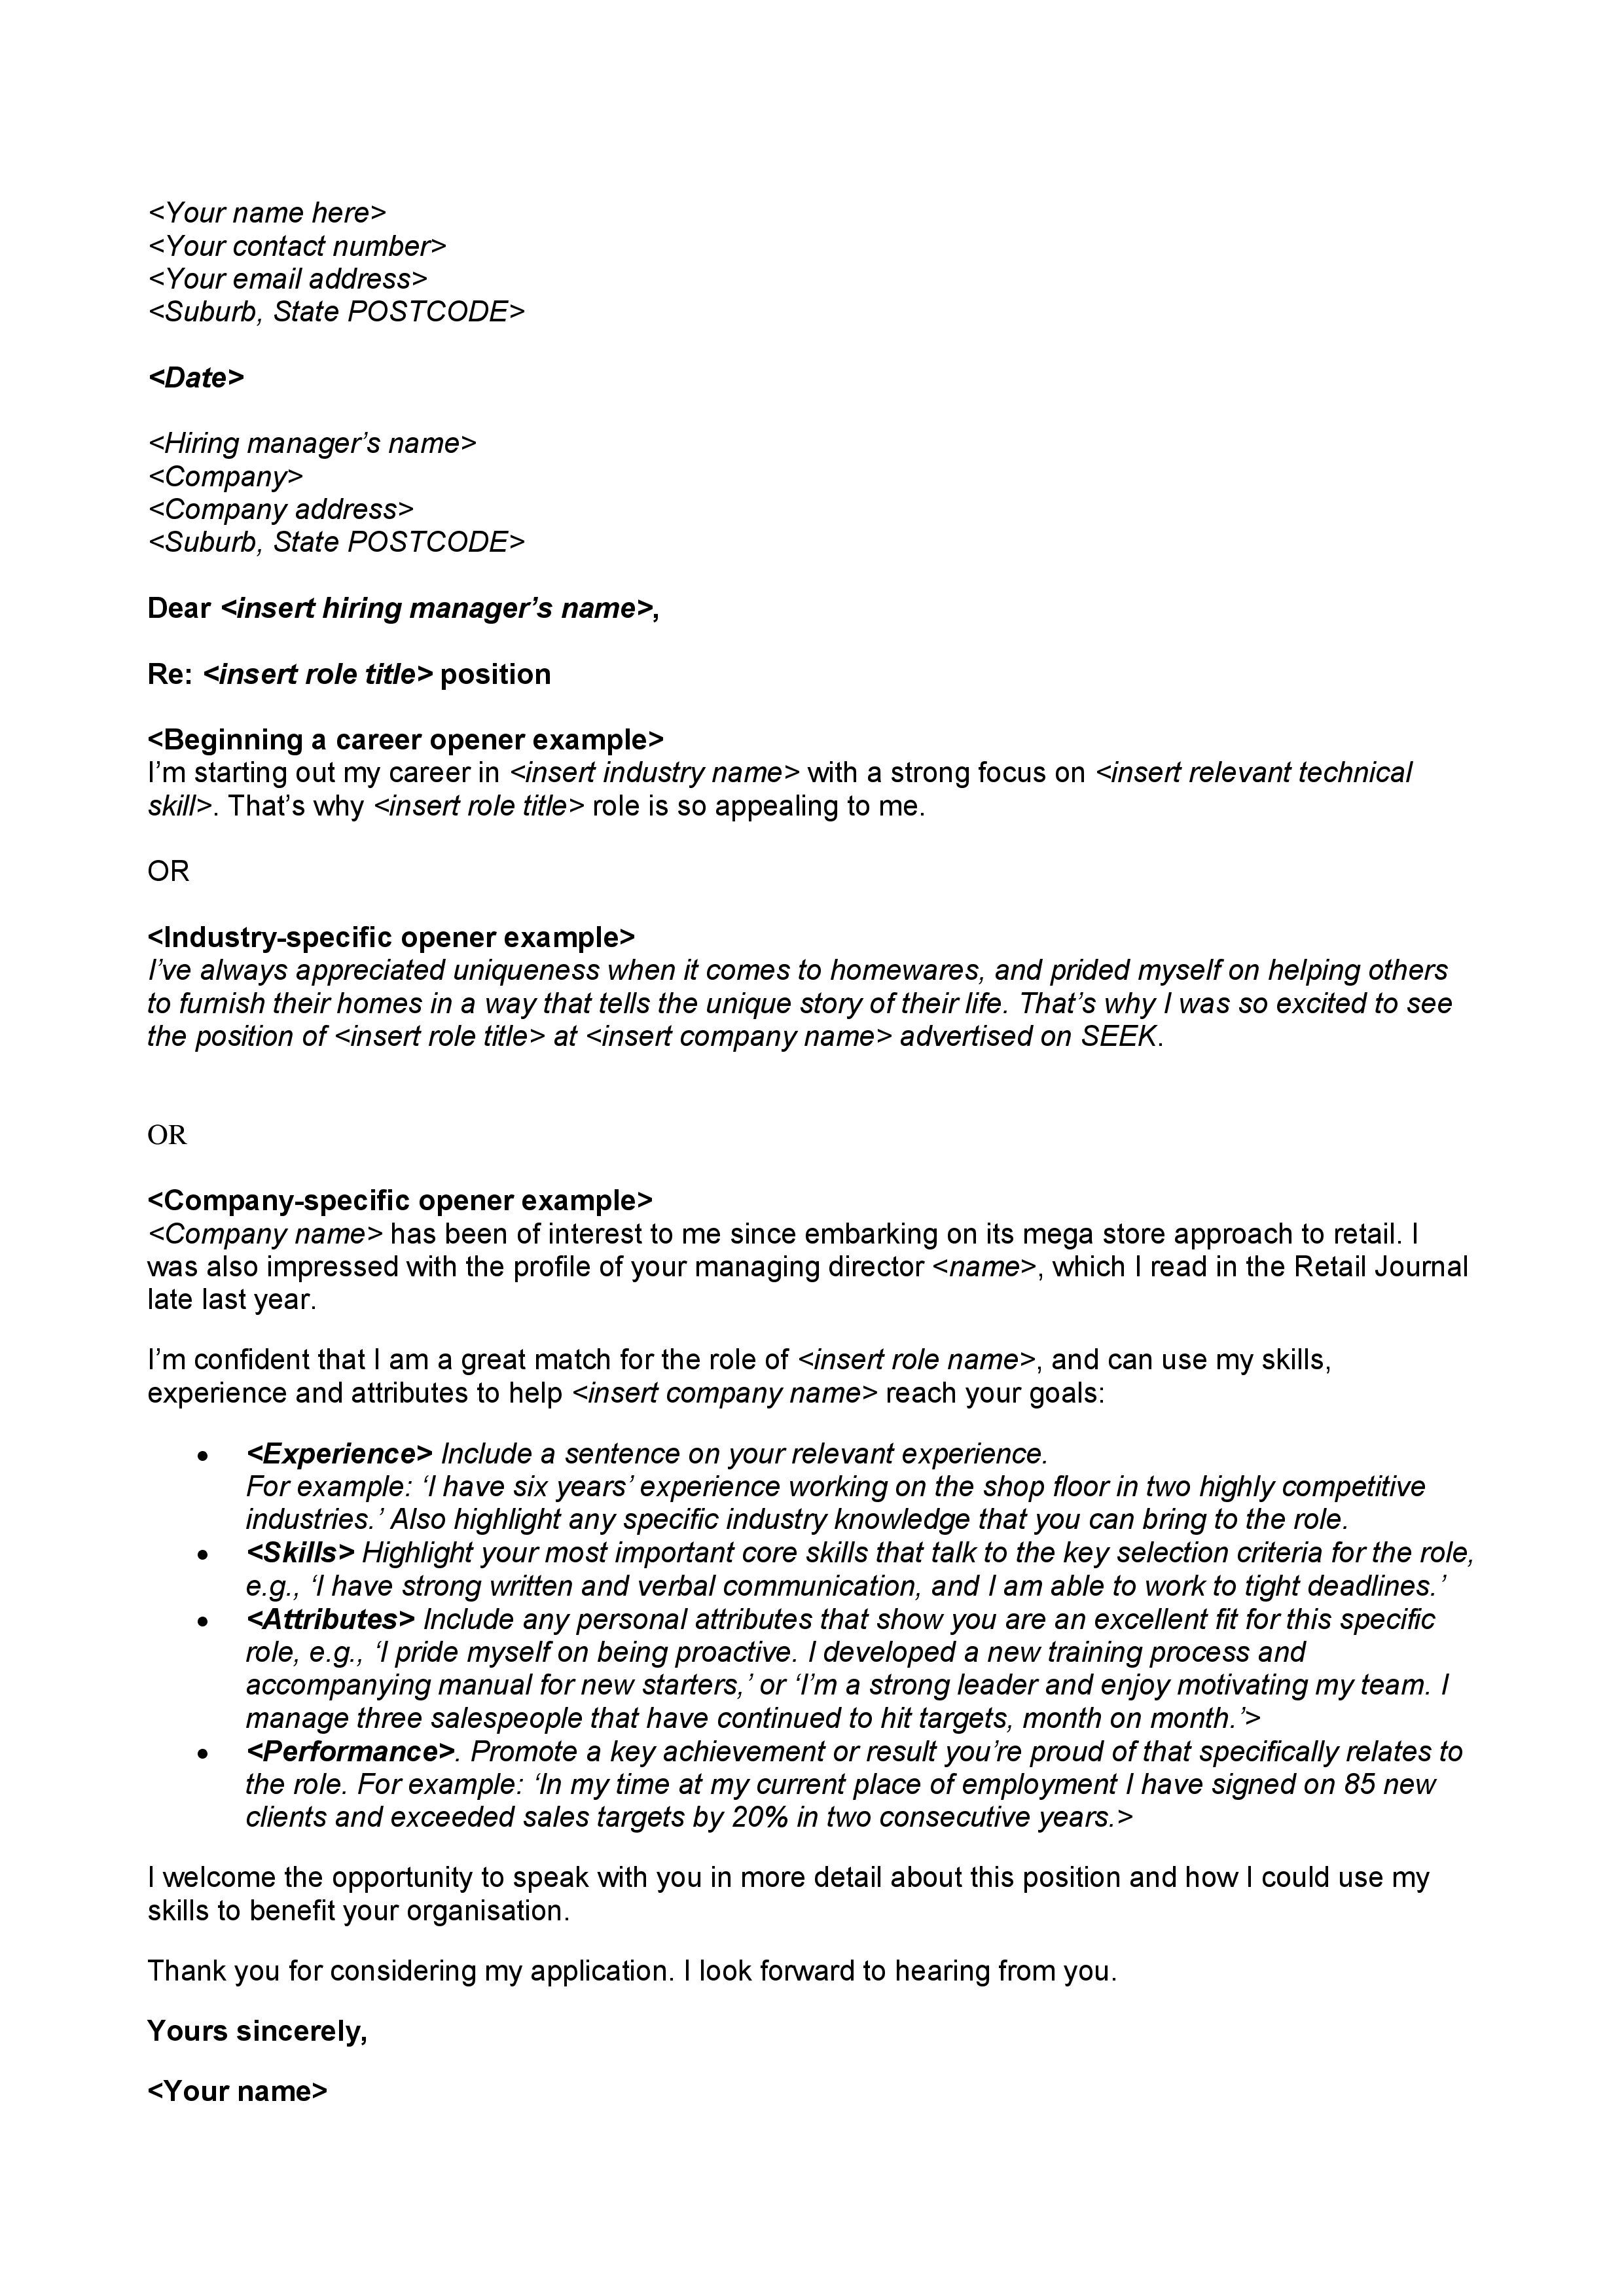 <Your name here>
<Your contact number>
<Your email address>
<Suburb, State POSTCODE>
<Date>
<Hiring manager’s name>
<Company>
<Company address>
<Suburb, State POSTCODE>
Dear <insert hiring manager’s name>,
Re: <insert role title> position
<Beginning a career opener example>
I’m starting out my career in <insert industry name> with a strong focus on <insert relevant technical
skill>. That’s why <insert role title> role is so appealing to me.
OR
<Industry-specific opener example>
I’ve always appreciated uniqueness when it comes to homewares, and prided myself on helping others
to furnish their homes in a way that tells the unique story of their life. That’s why I was so excited to see
the position of <insert role title> at <insert company name> advertised on SEEK.
OR
<Company-specific opener example>
<Company name> has been of interest to me since embarking on its mega store approach to retail. I
was also impressed with the profile of your managing director <name>, which I read in the Retail Journal
late last year.
I’m confident that I am a great match for the role of <insert role name>, and can use my skills,
experience and attributes to help <insert company name> reach your goals:
• <Experience> Include a sentence on your relevant experience.
For example: ‘I have six years’ experience working on the shop floor in two highly competitive
industries.’ Also highlight any specific industry knowledge that you can bring to the role.
• <Skills> Highlight your most important core skills that talk to the key selection criteria for the role,
e.g., ‘I have strong written and verbal communication, and I am able to work to tight deadlines.’
• <Attributes> Include any personal attributes that show you are an excellent fit for this specific
role, e.g., ‘I pride myself on being proactive. I developed a new training process and
accompanying manual for new starters,’ or ‘I’m a strong leader and enjoy motivating my team. I
manage three salespeople that have continued to hit targets, month on month.’>
• <Performance>. Promote a key achievement or result you’re proud of that specifically relates to
the role. For example: ‘In my time at my current place of employment I have signed on 85 new
clients and exceeded sales targets by 20% in two consecutive years.>
I welcome the opportunity to speak with you in more detail about this position and how I could use my
skills to benefit your organisation.
Thank you for considering my application. I look forward to hearing from you.
Yours sincerely,
<Your name>